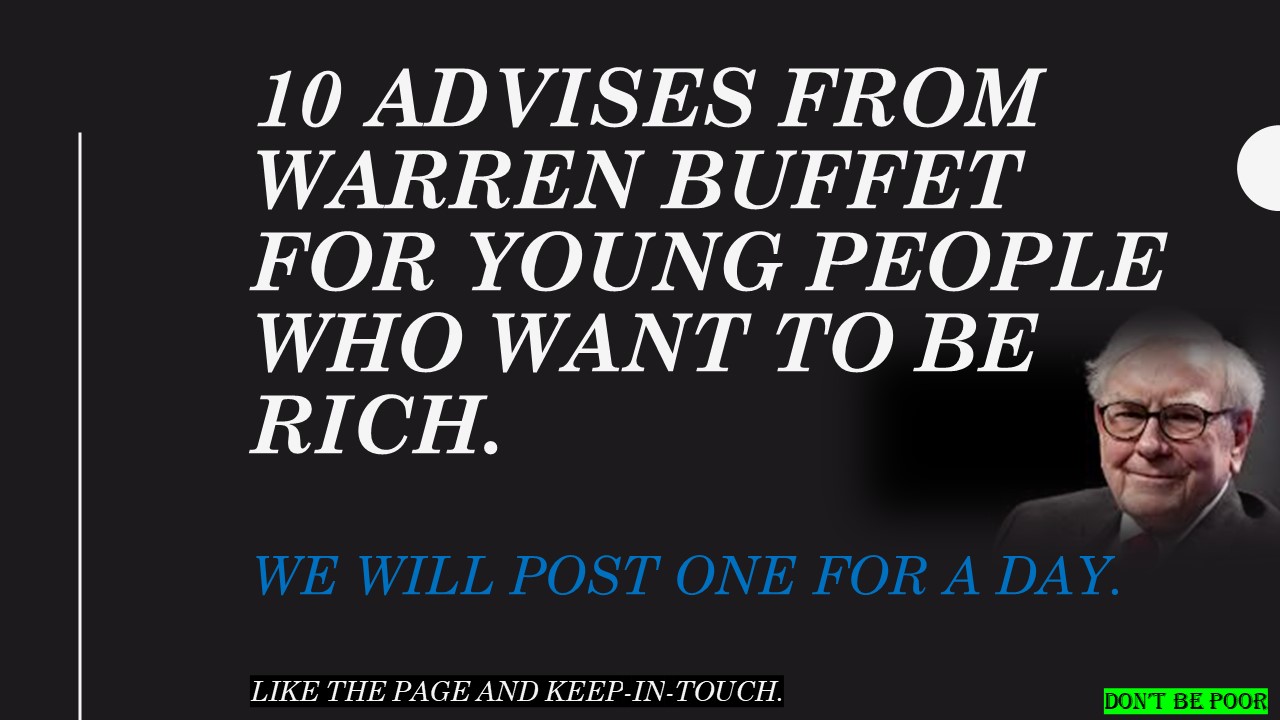 10 ADVISES FROM
WARREN BUFFET
FOR YOUNG PEOPLE
WHO WANT TO BE
RICH.
WE WILL POST ONE FOR A DAY.
LIKE THE PAGE AND KEEP-IN-TOUCH.
DON'T BE POOR